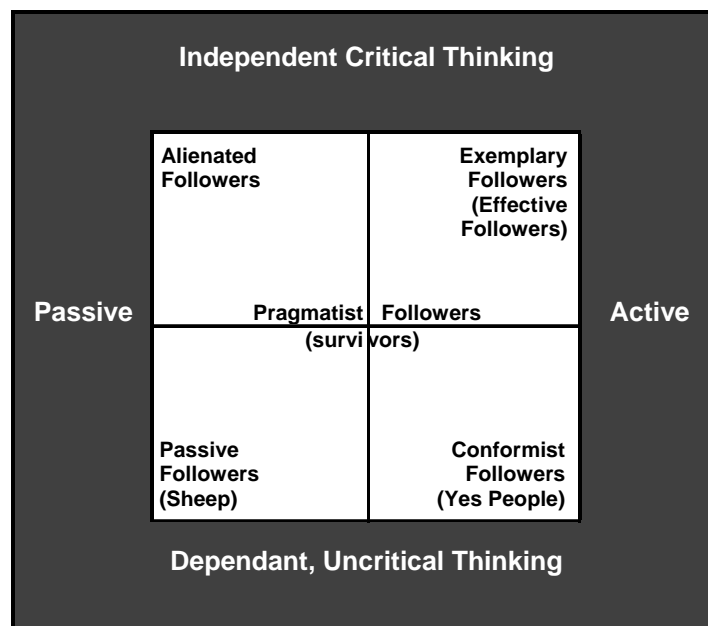 Independent Critical Thinking
Alienated
Followers
Exemplary
Followers
(Effective
Followers)
Passive
Pragmatist Followers
(survivors)
Active
Passive
Followers
(Sheep)
Conformist
Followers
(Yes People)
Dependant, Uncritical Thinking